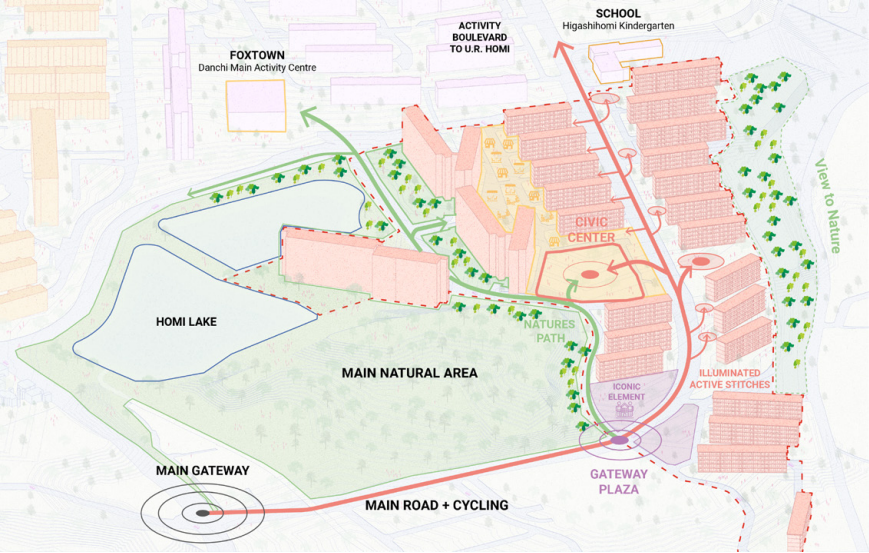 SCHOOL
Higashihomi Kindergarten
ACTIVITY
BOULEVARD
TO U.R. HOMI
FOXTOWN
Danchi Main Activity Centre
View to Nature
CIVIC
CENTER
HOMI LAKE
NATURES
PATH
MAIN NATURAL AREA
ILLUMINATED
ACTIVE STITCHES
ICONIC
ELEMENT
MAIN GATEWAY
GATEWAY
PLAZA
MAIN ROAD + CYCLING